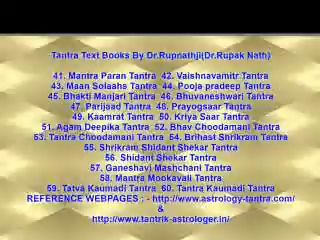 Tantra Text Books By Dr.Rupnathji(Dr.Rupak Nath)
41. Mantra Paran Tantra 42. Vaishnavamitr Tantra
43. Maan Solaahs Tantra 44. Pooja pradeep Tantra
45. Bhakti Manjari Tantra 46. Bhuvaneshwari Tantra
47. Parijaad Tantra 48. Prayogsaar Tantra
49. Kaamrat Tantra 50. Kriya Saar Tantra
51. Agam Deepika Tantra 52. Bhav Choodamani Tantra
53. Tantra Choodamani Tantra 54. Brihast Shrikram Tantra
55. Shrikram Shidant Shekar Tantra
56. Shidant Shekar Tantra
57. Ganeshavi Mashchani Tantra
58. Mantra Mookavali Tantra
59. Tatva Kaumadi Tantra 60. Tantra Kaumadi Tantra
REFERENCE WEBPAGES : - http://www.astrology-tantra.com/
&
http://www.tantrik-astrologer.in/